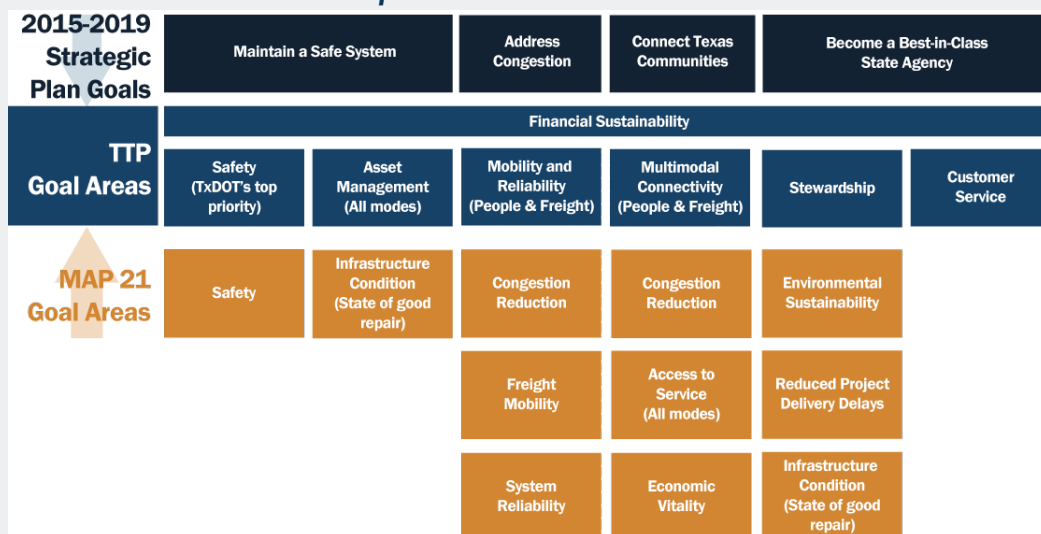 2015-2019
Strategic
Plan Goals
Maintain a Safe System
Address
Congestion
Connect Texas
Communities
Become a Best-in-Class
State Agency
TTP
Goal Areas
Financial Sustainability
Safety
(TxDOT's top
priority)
Asset
Management
(All modes)
Mobility and
Reliability
(People & Freight)
Multimodal
Connectivity
(People & Freight)
Stewardship
Customer
Service
MAP 21
Goal Areas
Safety
Infrastructure
Condition
(State of good
repair)
Congestion
Reduction
Congestion
Reduction
Environmental
Sustainability
Freight
Mobility
Access to
Service
(All modes)
Reduced Project
Delivery Delays
System
Reliability
Economic
Vitality
Infrastructure
Condition
(State of good
repair)